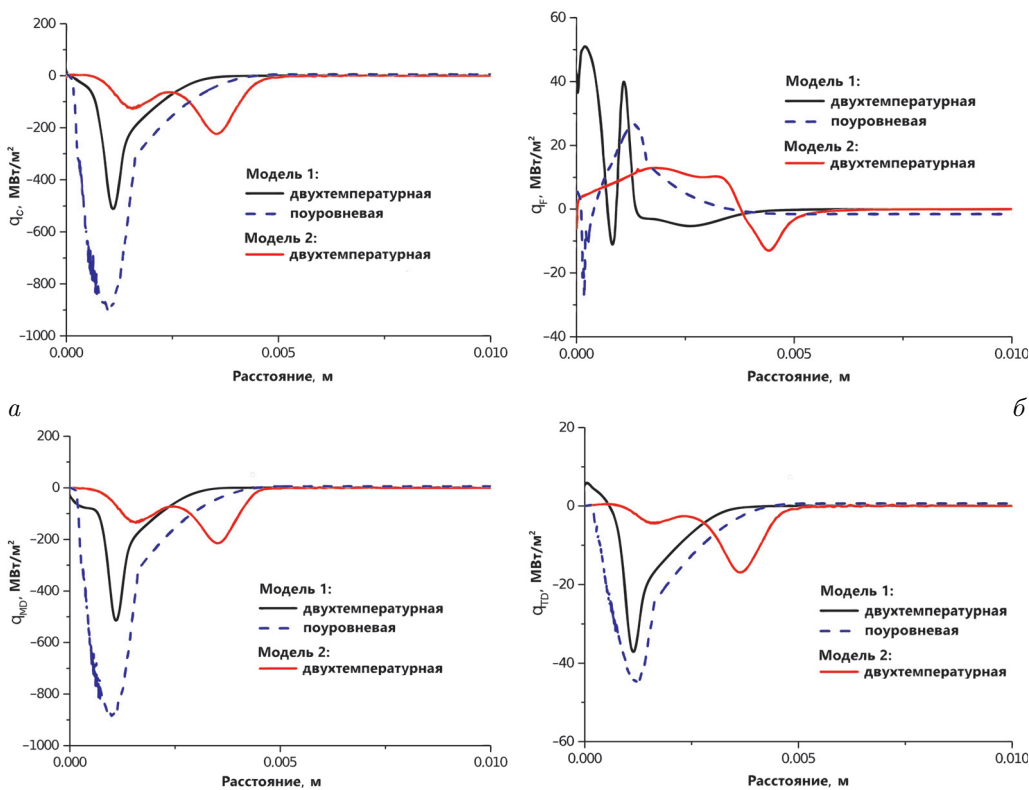 200
0
-200
-400
-600
-800
-1000
q_C, МВт/м²
0.000
0.005
0.010
Расстояние, м
Модель 1:
двухтемпературная
поуровневая
Модель 2:
двухтемпературная
а
60
40
20
0
-20
-40
q_F, МВт/м²
0.000
0.005
0.010
Расстояние, м
Модель 1:
двухтемпературная
поуровневая
Модель 2:
двухтемпературная
б
200
0
-200
-400
-600
-800
-1000
q_MD, МВт/м²
0.000
0.005
0.010
Расстояние, м
Модель 1:
двухтемпературная
поуровневая
Модель 2:
двухтемпературная
20
0
-20
-40
-60
q_TD, МВт/м²
0.000
0.005
0.010
Расстояние, м
Модель 1:
двухтемпературная
поуровневая
Модель 2:
двухтемпературная